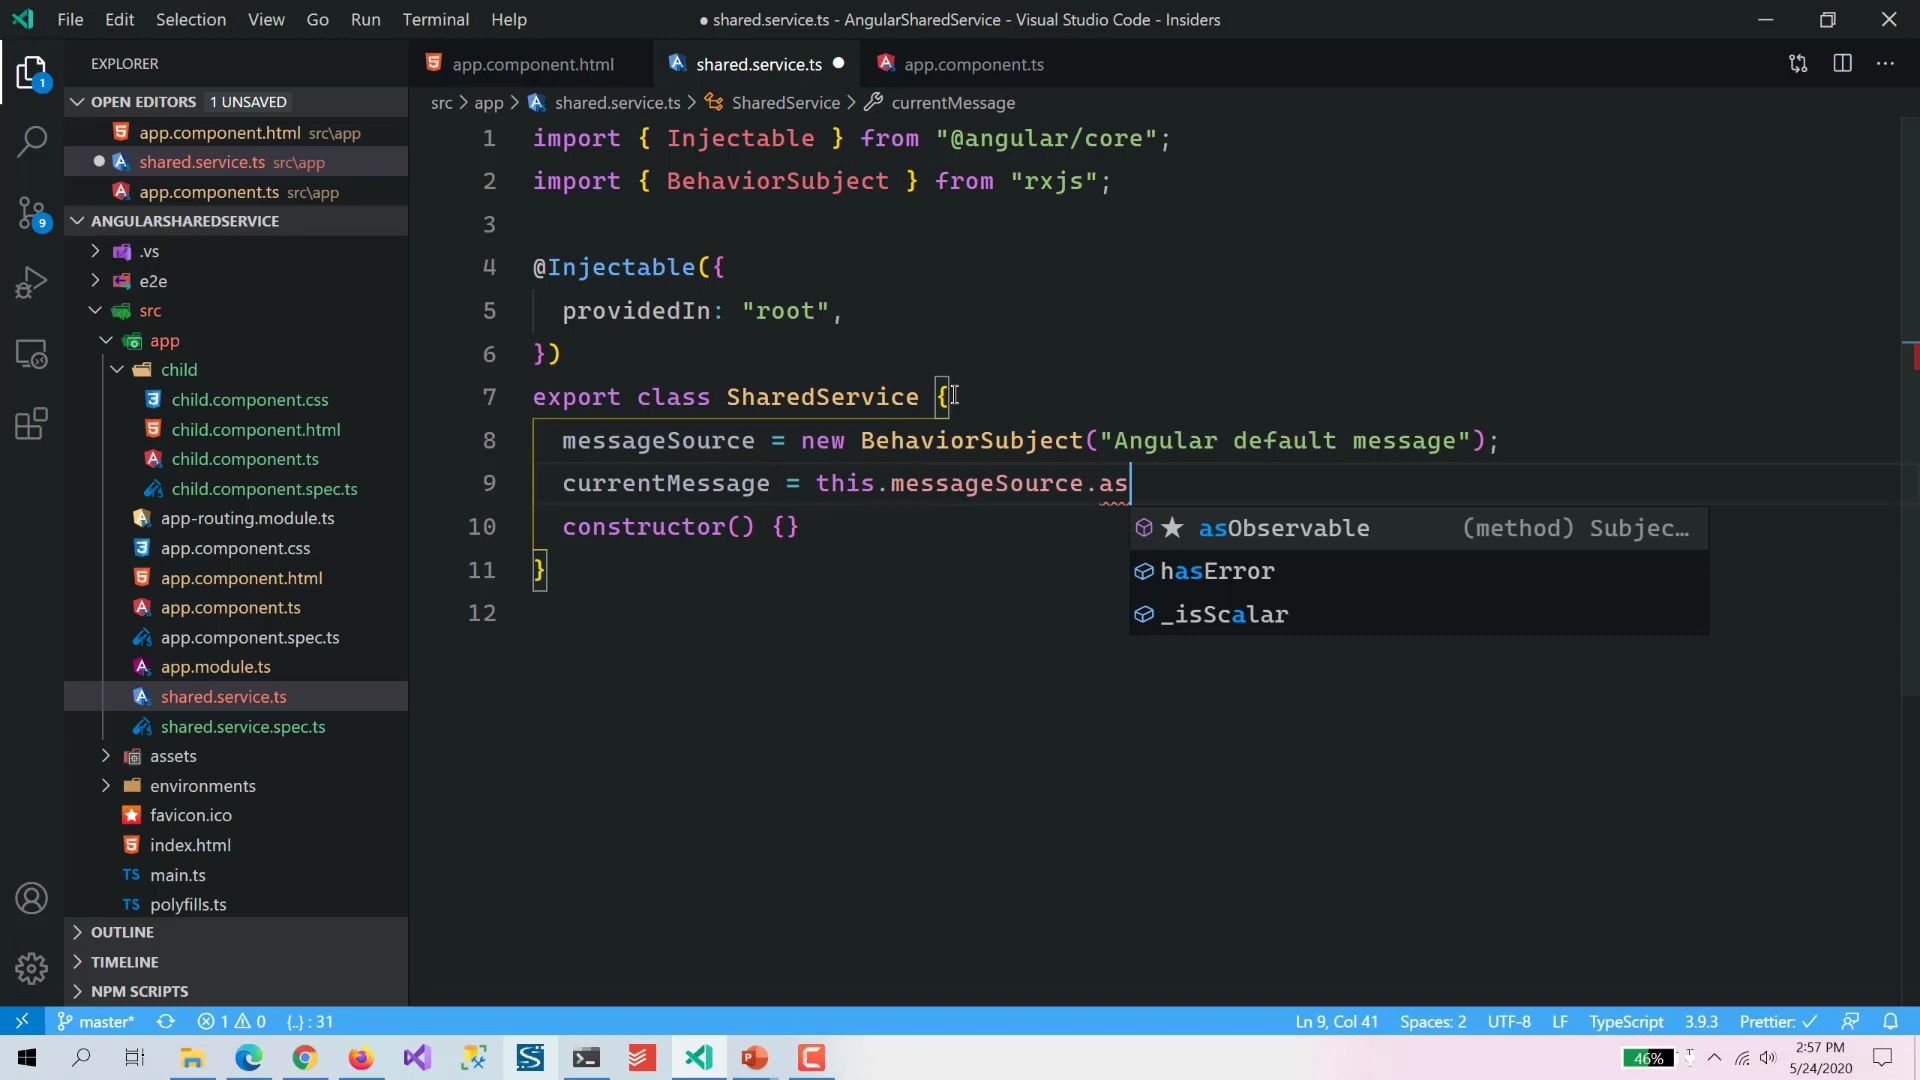 File Edit Selection View Go Run Terminal Help
● shared.service.ts - AngularSharedService - Visual Studio Code - Insiders
EXPLORER
OPEN EDITORS 1 UNSAVED
app.component.html src\app
shared.service.ts src\app
app.component.ts src\app
ANGULARSHAREDSERVICE
.vs
e2e
src
app
child
child.component.css
child.component.html
child.component.ts
child.component.spec.ts
app-routing.module.ts
app.component.css
app.component.html
app.component.ts
app.component.spec.ts
app.module.ts
shared.service.ts
shared.service.spec.ts
assets
environments
favicon.ico
index.html
TS main.ts
TS polyfills.ts
OUTLINE
TIMELINE
NPM SCRIPTS
1
9
app.component.html shared.service.ts ● app.component.ts
src > app > shared.service.ts > SharedService > currentMessage
1 import { Injectable } from "@angular/core";
2 import { BehaviorSubject } from "rxjs";
3
4 @Injectable({
5 providedIn: "root",
6 })
7 export class SharedService {
8 messageSource = new BehaviorSubject("Angular default message");
9 currentMessage = this.messageSource.as
10 constructor() {}
11 }
12
★ asObservable (method) Subjec…
hasError
_isScalar
master* 1 0 {..} : 31
Ln 9, Col 41 Spaces: 2 UTF-8 LF TypeScript 3.9.3 Prettier: ✓
46%
2:57 PM
5/24/2020